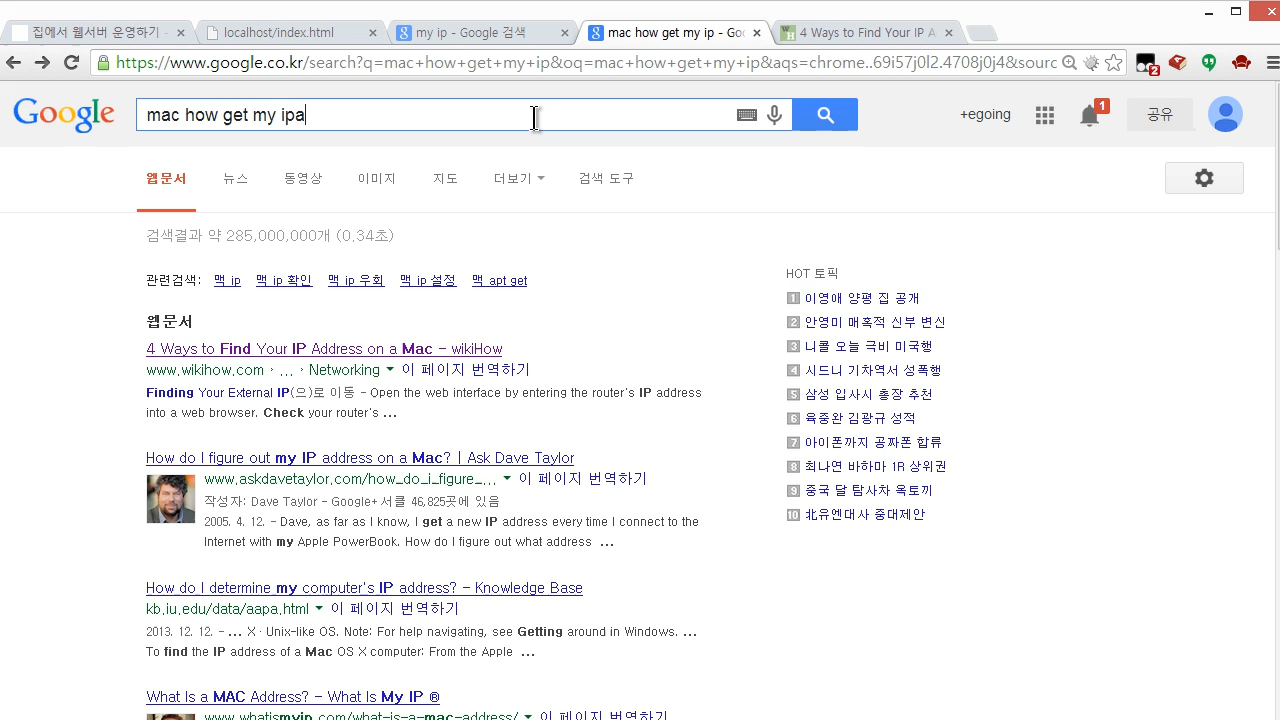 집에서 웹서버 운영하기 -
localhost/index.html
my ip - Google 검색
mac how get my ip - Goo
4 Ways to Find Your IP A
https://www.google.co.kr/search?q=mac+how+get+my+ip&oq=mac+how+get+my+ip&aqs=chrome..69i57j0l2.4708j0j4&sourc
2
Google
mac how get my ipa
+egoing
1
공유
웹문서
뉴스
동영상
이미지
지도
더보기
검색 도구
검색결과 약 285,000,000개 (0.34초)
관련검색: 맥 ip 맥 ip 확인 맥 ip 우회 맥 ip 설정 맥 apt get
웹문서
4 Ways to Find Your IP Address on a Mac - wikiHow
www.wikihow.com › ... › Networking ▼ 이 페이지 번역하기
Finding Your External IP(으)로 이동 - Open the web interface by entering the router's IP address
into a web browser. Check your router's ...
How do I figure out my IP address on a Mac? | Ask Dave Taylor
www.askdavetaylor.com/how_do_i_figure_... ▼ 이 페이지 번역하기
작성자: Dave Taylor - Google+ 서클 46,825곳에 있음
2005. 4. 12. - Dave, as far as I know, I get a new IP address every time I connect to the
Internet with my Apple PowerBook. How do I figure out what address ...
How do I determine my computer's IP address? - Knowledge Base
kb.iu.edu/data/aapa.html ▼ 이 페이지 번역하기
2013. 12. 12. - ... X · Unix-like OS. Note: For help navigating, see Getting around in Windows. ...
To find the IP address of a Mac OS X computer: From the Apple ...
What Is a MAC Address? - What Is My IP ®
www.whatismyip.com/what-is-a-mac-address/ ▼ 이 페이지 번역하기
HOT 토픽
1 이영애 양평 집 공개
2 안영미 매혹적 신부 변신
3 니콜 오늘 극비 미국행
4 시드니 기차역서 성폭행
5 삼성 입사시 총장 추천
6 육중완 김광규 성적
7 아이폰까지 공짜폰 합류
8 최나연 바하마 1R 상위권
9 중국 달 탐사차 옥토끼
10 北유엔대사 중대제안